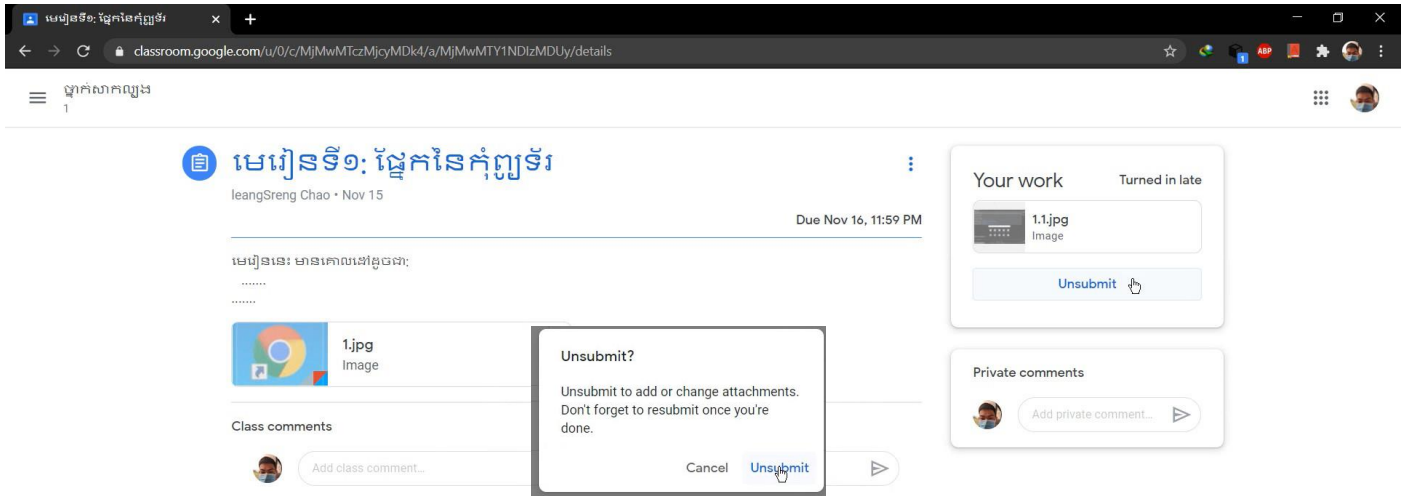 មេរៀនទី១: ផ្នែកនៃកុំព្យូទ័រ
classroom.google.com/u/0/c/MjMwMTczMjcyMDk4/a/MjMwMTY1NDIzMDUy/details
1
ABP
ថ្នាក់សាកល្បង
1
មេរៀនទី១: ផ្នែកនៃកុំព្យូទ័រ
leangSreng Chao • Nov 15
Due Nov 16, 11:59 PM
មេរៀននេះ មានគោលដៅដូចជា:
.......
.......
1.jpg
Image
Class comments
Add class comment...
Unsubmit?
Unsubmit to add or change attachments.
Don't forget to resubmit once you're
done.
Cancel Unsubmit
Your work Turned in late
1.1.jpg
Image
Unsubmit
Private comments
Add private comment...